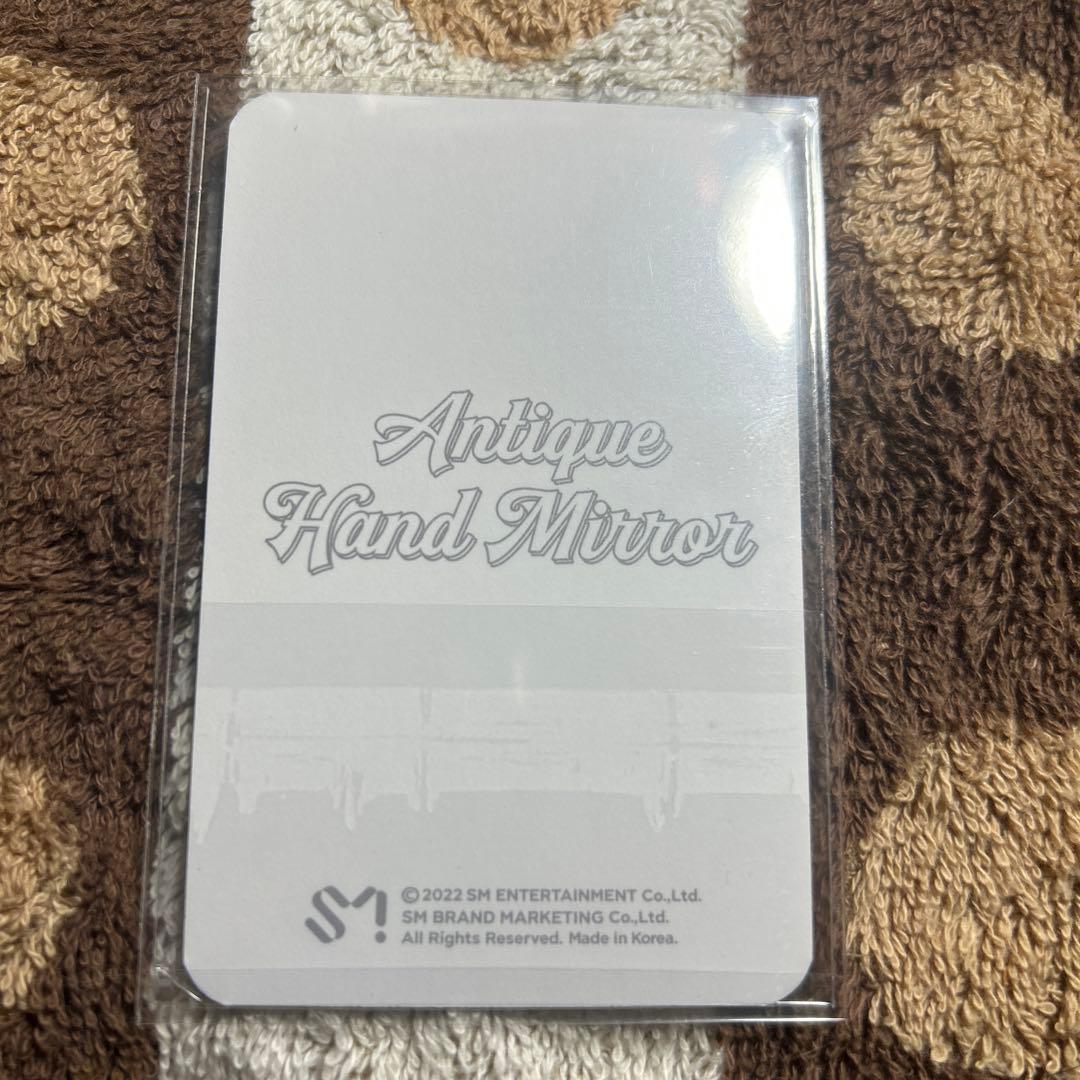 Antique
Hand Mirror
SM
©2022 SM ENTERTAINMENT Co.,Ltd.
SM BRAND MARKETING Co.,Ltd.
All Rights Reserved. Made in Korea.